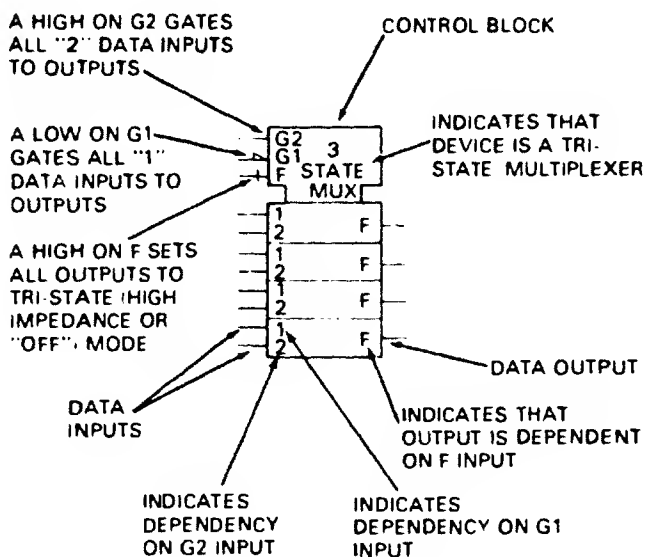 A HIGH ON G2 GATES
ALL "2" DATA INPUTS
TO OUTPUTS
CONTROL BLOCK
A LOW ON G1
GATES ALL "1"
DATA INPUTS TO
OUTPUTS
G2
G1
F
3
STATE
MUX
INDICATES THAT
DEVICE IS A TRI-
STATE MULTIPLEXER
A HIGH ON F SETS
ALL OUTPUTS TO
TRI-STATE (HIGH
IMPEDANCE OR
"OFF") MODE
1
2 F
1
2 F
1
2 F
1
2 F
DATA
INPUTS
DATA OUTPUT
INDICATES THAT
OUTPUT IS DEPENDENT
ON F INPUT
INDICATES
DEPENDENCY
ON G2 INPUT
INDICATES
DEPENDENCY ON G1
INPUT